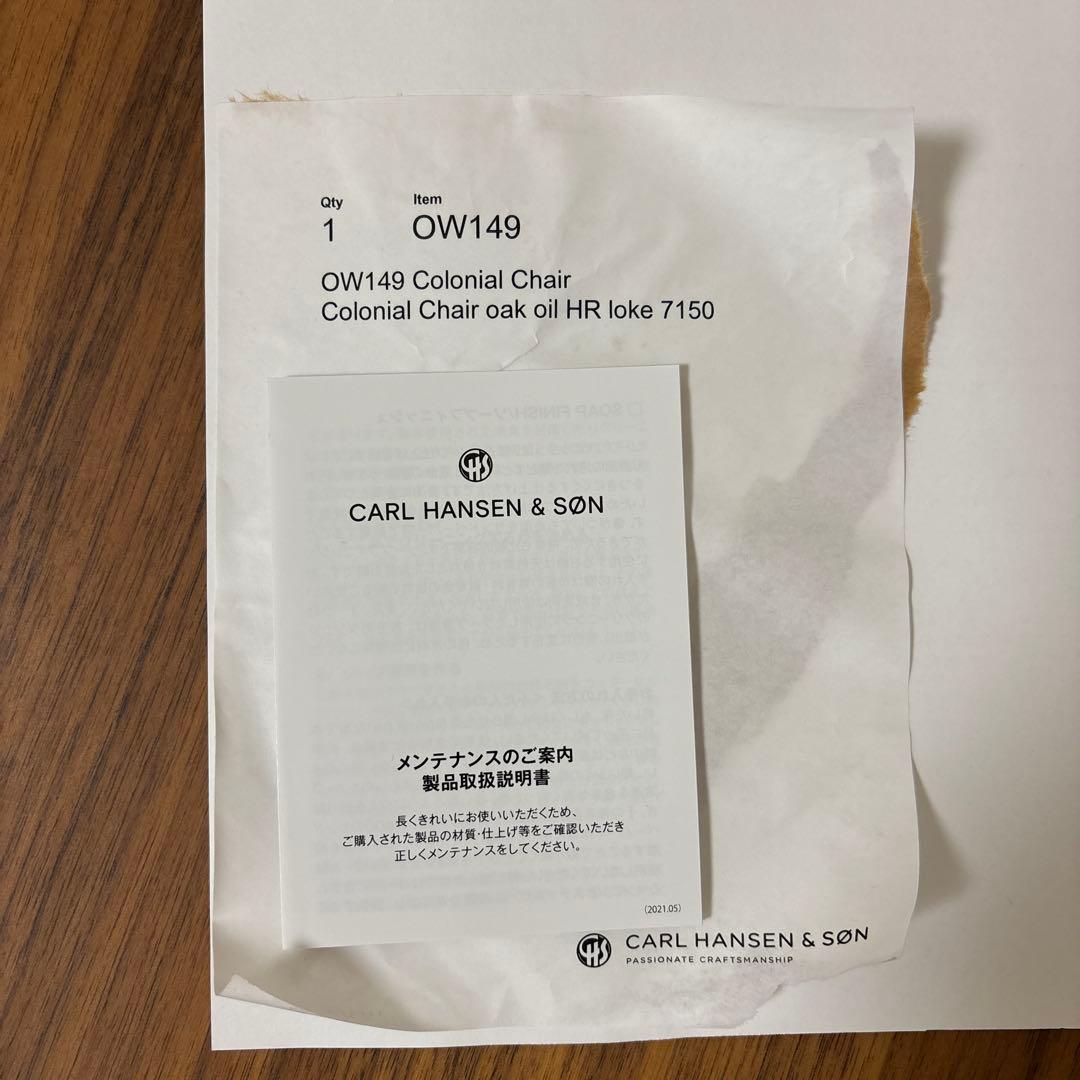 Qty Item
1 OW149
OW149 Colonial Chair
Colonial Chair oak oil HR loke 7150
CARL HANSEN & SØN
メンテナンスのご案内
製品取扱説明書
長くきれいにお使いいただくため、
ご購入された製品の材質・仕上げ等をご確認いただき
正しくメンテナンスをしてください。
(2021.05)
CARL HANSEN & SØN
PASSIONATE CRAFTSMANSHIP